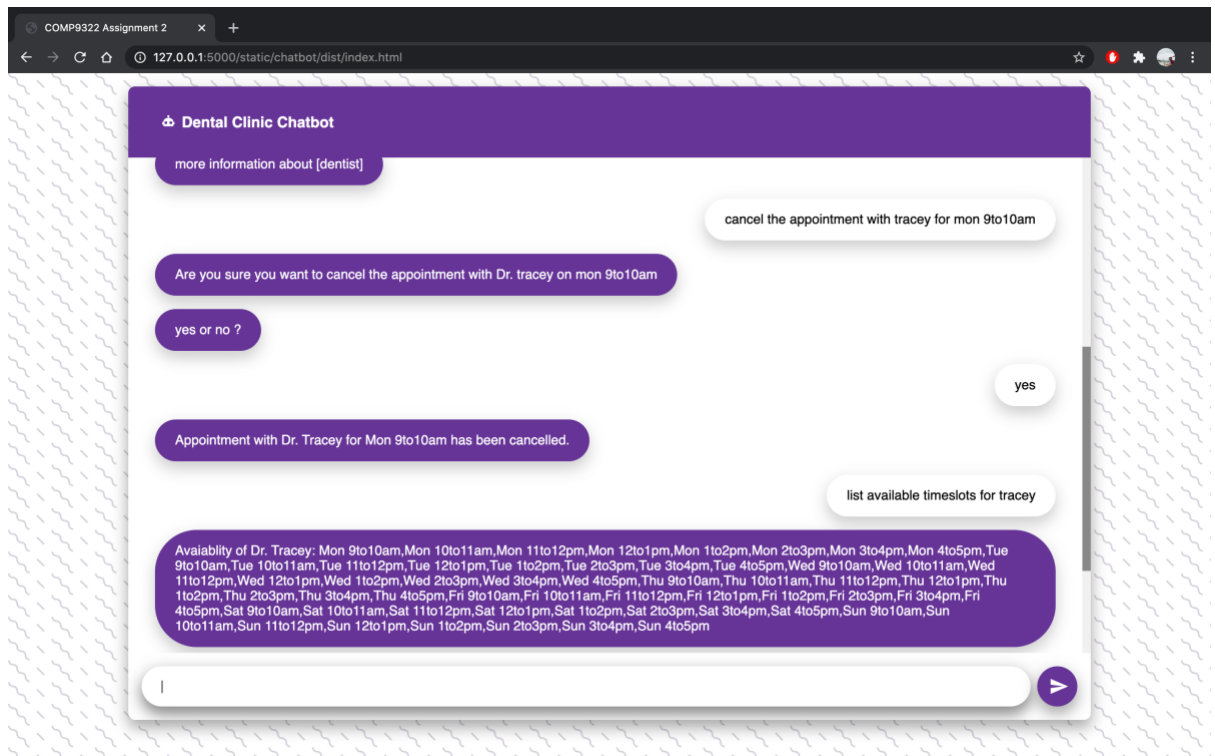 COMP9322 Assignment 2
127.0.0.1:5000/static/chatbot/dist/index.html
Dental Clinic Chatbot
more information about [dentist]
cancel the appointment with tracey for mon 9to10am
Are you sure you want to cancel the appointment with Dr. tracey on mon 9to10am
yes or no ?
yes
Appointment with Dr. Tracey for Mon 9to10am has been cancelled.
list available timeslots for tracey
Avaiablity of Dr. Tracey: Mon 9to10am,Mon 10to11am,Mon 11to12pm,Mon 12to1pm,Mon 1to2pm,Mon 2to3pm,Mon 3to4pm,Mon 4to5pm,Tue
9to10am,Tue 10to11am,Tue 11to12pm,Tue 12to1pm,Tue 1to2pm,Tue 2to3pm,Tue 3to4pm,Tue 4to5pm,Wed 9to10am,Wed 10to11am,Wed
11to12pm,Wed 12to1pm,Wed 1to2pm,Wed 2to3pm,Wed 3to4pm,Wed 4to5pm,Thu 9to10am,Thu 10to11am,Thu 11to12pm,Thu 12to1pm,Thu
1to2pm,Thu 2to3pm,Thu 3to4pm,Thu 4to5pm,Fri 9to10am,Fri 10to11am,Fri 11to12pm,Fri 12to1pm,Fri 1to2pm,Fri 2to3pm,Fri 3to4pm,Fri
4to5pm,Sat 9to10am,Sat 10to11am,Sat 11to12pm,Sat 12to1pm,Sat 1to2pm,Sat 2to3pm,Sat 3to4pm,Sat 4to5pm,Sun 9to10am,Sun
10to11am,Sun 11to12pm,Sun 12to1pm,Sun 1to2pm,Sun 2to3pm,Sun 3to4pm,Sun 4to5pm